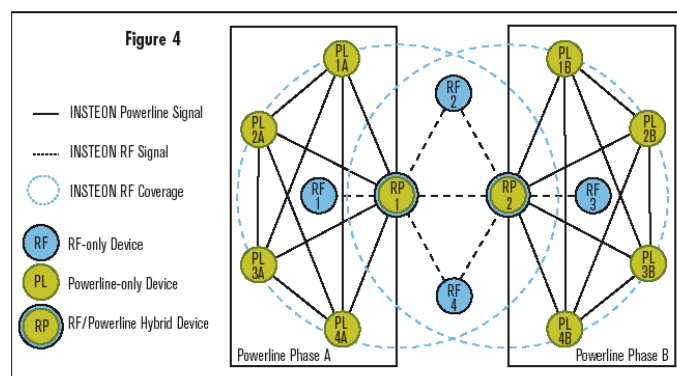 Figure 4
INSTEON Powerline Signal
INSTEON RF Signal
INSTEON RF Coverage
RF
RF-only Device
PL
Powerline-only Device
RP
RF/Powerline Hybrid Device
PL
1A
PL
2A
RF
1
PL
3A
PL
4A
RP
1
RF
2
RF
4
RP
2
PL
1B
PL
2B
RF
3
PL
3B
PL
4B
Powerline Phase A
Powerline Phase B